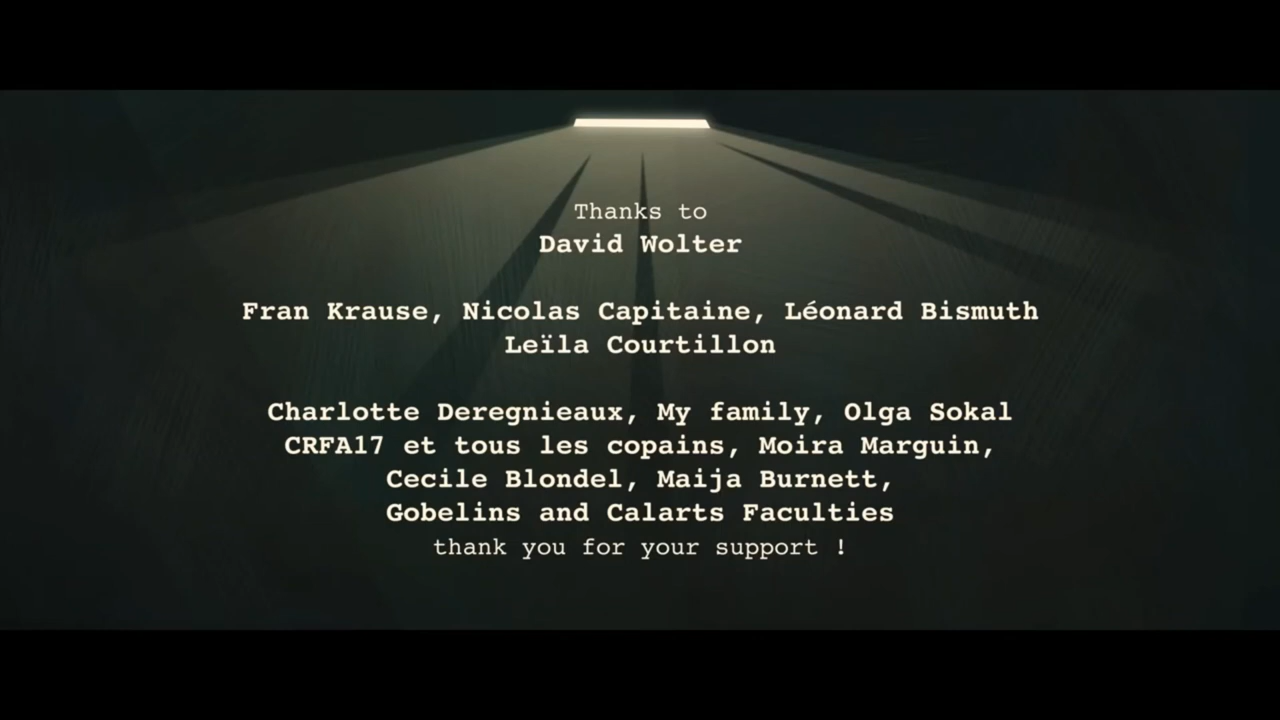 Thanks to
David Wolter
Fran Krause, Nicolas Capitaine, Léonard Bismuth
Leïla Courtillon
Charlotte Deregnieaux, My family, Olga Sokal
CRFA17 et tous les copains, Moira Marguin,
Cecile Blondel, Maija Burnett,
Gobelins and Calarts Faculties
thank you for your support !